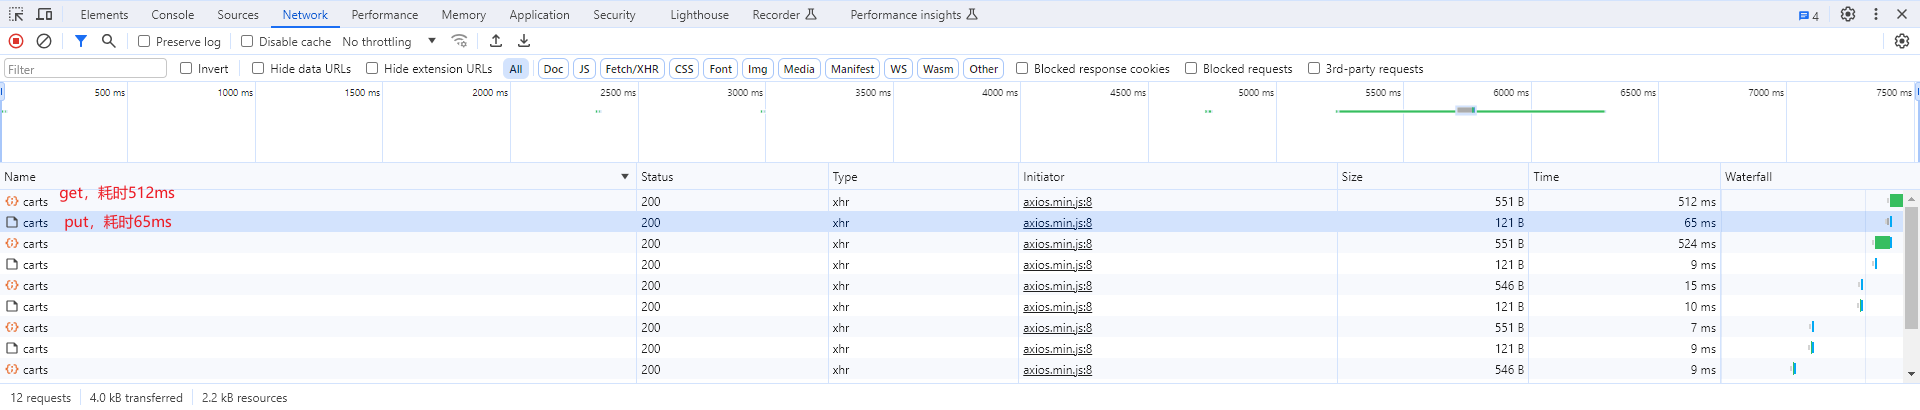 Elements Console Sources Network Performance Memory Application Security Lighthouse Recorder Performance insights 4
Preserve log Disable cache No throttling
Filter Invert Hide data URLs Hide extension URLs All Doc JS Fetch/XHR CSS Font Img Media Manifest WS Wasm Other Blocked response cookies Blocked requests 3rd-party requests
500 ms 1000 ms 1500 ms 2000 ms 2500 ms 3000 ms 3500 ms 4000 ms 4500 ms 5000 ms 5500 ms 6000 ms 6500 ms 7000 ms 7500 ms
Name Status Type Initiator Size Time Waterfall
get，耗时512ms
carts 200 xhr axios.min.js:8 551 B 512 ms
carts put，耗时65ms 200 xhr axios.min.js:8 121 B 65 ms
carts 200 xhr axios.min.js:8 551 B 524 ms
carts 200 xhr axios.min.js:8 121 B 9 ms
carts 200 xhr axios.min.js:8 546 B 15 ms
carts 200 xhr axios.min.js:8 121 B 10 ms
carts 200 xhr axios.min.js:8 551 B 7 ms
carts 200 xhr axios.min.js:8 121 B 9 ms
carts 200 xhr axios.min.js:8 546 B 9 ms
12 requests 4.0 kB transferred 2.2 kB resources